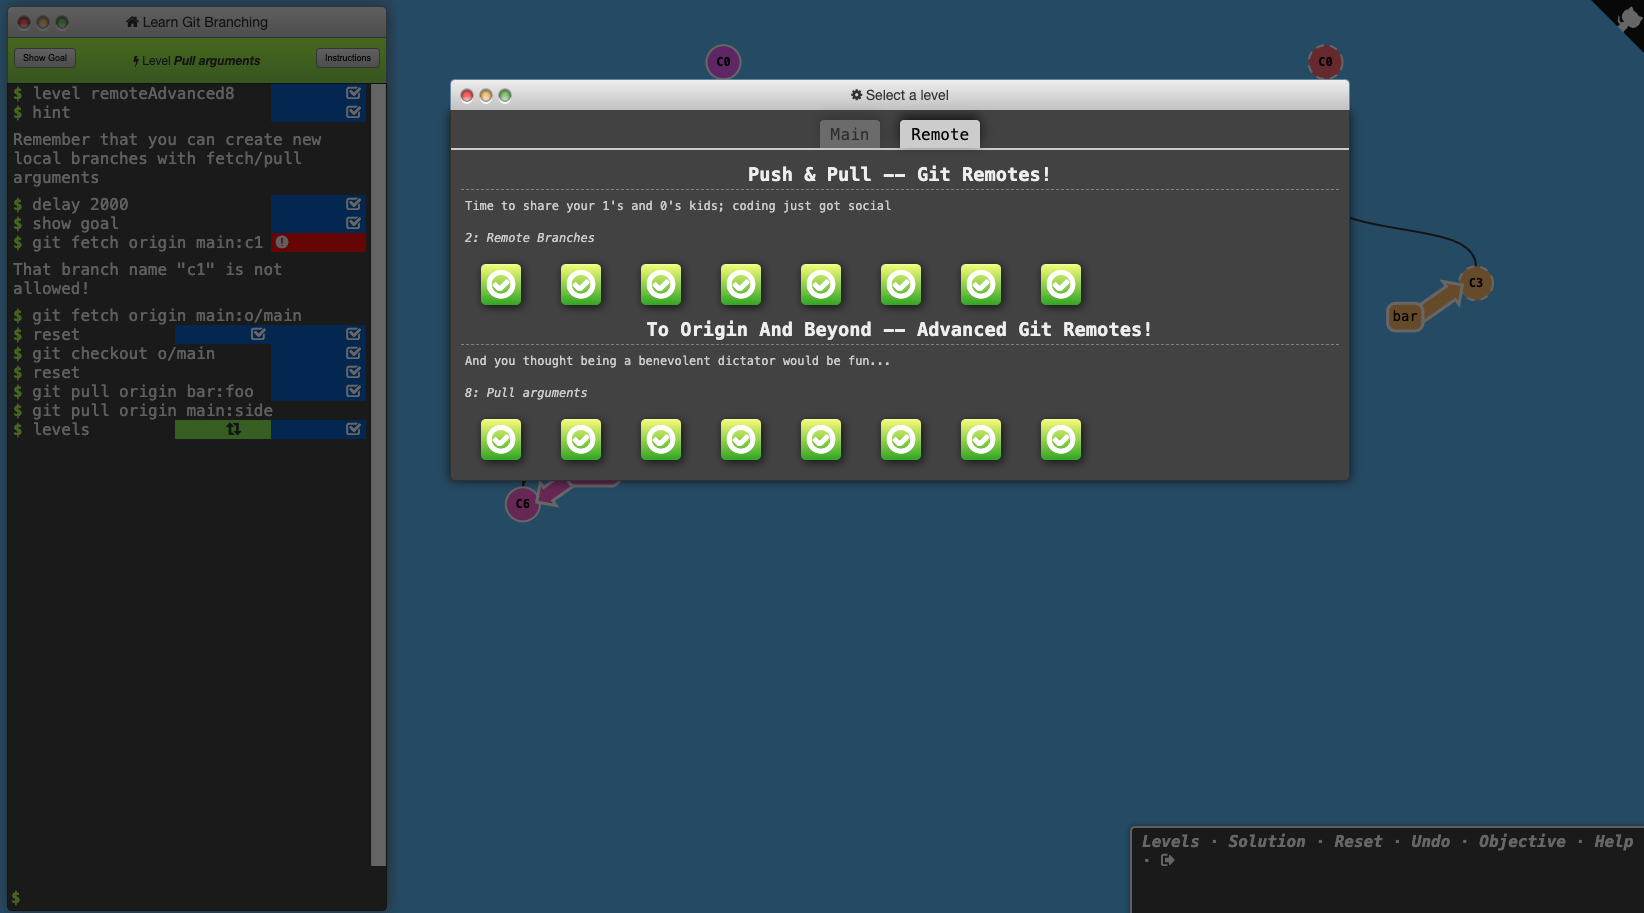 Learn Git Branching
Show Goal
Level Pull arguments
Instructions
$ level remoteAdvanced8
$ hint
Remember that you can create new
local branches with fetch/pull
arguments
$ delay 2000
$ show goal
$ git fetch origin main:c1
That branch name "c1" is not
allowed!
$ git fetch origin main:o/main
$ reset
$ git checkout o/main
$ reset
$ git pull origin bar:foo
$ git pull origin main:side
$ levels
$
C0
C0
Select a level
Main
Remote
Push & Pull -- Git Remotes!
Time to share your 1's and 0's kids; coding just got social
2: Remote Branches
To Origin And Beyond -- Advanced Git Remotes!
And you thought being a benevolent dictator would be fun...
8: Pull arguments
C3
bar
C6
Levels · Solution · Reset · Undo · Objective · Help
·